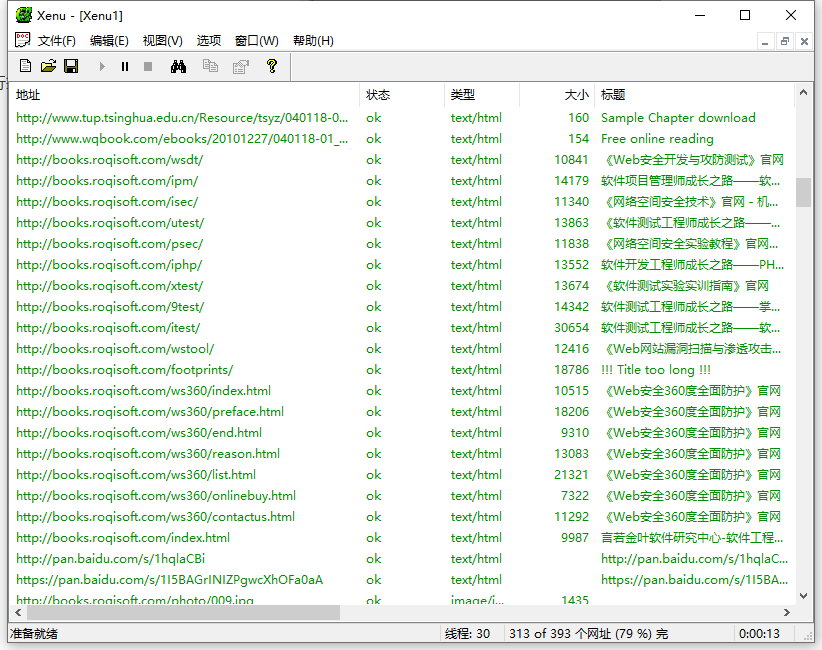 Xenu - [Xenu1]
文件(F) 编辑(E) 视图(V) 选项 窗口(W) 帮助(H)
地址 状态 类型 大小 标题
http://www.tup.tsinghua.edu.cn/Resource/tsyz/040118-0... ok text/html 160 Sample Chapter download
http://www.wqbook.com/ebooks/20101227/040118-01_... ok text/html 154 Free online reading
http://books.roqisoft.com/wsdt/ ok text/html 10841 《Web安全开发与攻防测试》官网
http://books.roqisoft.com/ipm/ ok text/html 14179 软件项目管理师成长之路——软...
http://books.roqisoft.com/isec/ ok text/html 11340 《网络空间安全技术》官网 - 机...
http://books.roqisoft.com/utest/ ok text/html 13863 《软件测试工程师成长之路——...
http://books.roqisoft.com/psec/ ok text/html 11838 《网络空间安全实验教程》官网...
http://books.roqisoft.com/iphp/ ok text/html 13552 软件开发工程师成长之路——PH...
http://books.roqisoft.com/xtest/ ok text/html 13674 《软件测试实验实训指南》官网
http://books.roqisoft.com/9test/ ok text/html 14342 软件测试工程师成长之路——掌...
http://books.roqisoft.com/itest/ ok text/html 30654 软件测试工程师成长之路——软...
http://books.roqisoft.com/wstool/ ok text/html 12416 《Web网站漏洞扫描与渗透攻击...
http://books.roqisoft.com/footprints/ ok text/html 18786 !!! Title too long !!!
http://books.roqisoft.com/ws360/index.html ok text/html 10515 《Web安全360度全面防护》官网
http://books.roqisoft.com/ws360/preface.html ok text/html 18206 《Web安全360度全面防护》官网
http://books.roqisoft.com/ws360/end.html ok text/html 9310 《Web安全360度全面防护》官网
http://books.roqisoft.com/ws360/reason.html ok text/html 13083 《Web安全360度全面防护》官网
http://books.roqisoft.com/ws360/list.html ok text/html 21321 《Web安全360度全面防护》官网
http://books.roqisoft.com/ws360/onlinebuy.html ok text/html 7322 《Web安全360度全面防护》官网
http://books.roqisoft.com/ws360/contactus.html ok text/html 11292 《Web安全360度全面防护》官网
http://books.roqisoft.com/index.html ok text/html 9987 言若金叶软件研究中心-软件工程...
http://pan.baidu.com/s/1hqlaCBi ok text/html http://pan.baidu.com/s/1hqlaC...
https://pan.baidu.com/s/1I5BAGrINIZPgwcXhOFa0aA ok text/html https://pan.baidu.com/s/1I5BA...
http://books.roqisoft.com/photo/009.jpg ok image/j... 1435
准备就绪 线程: 30 313 of 393 个网址 (79 %) 完 0:00:13